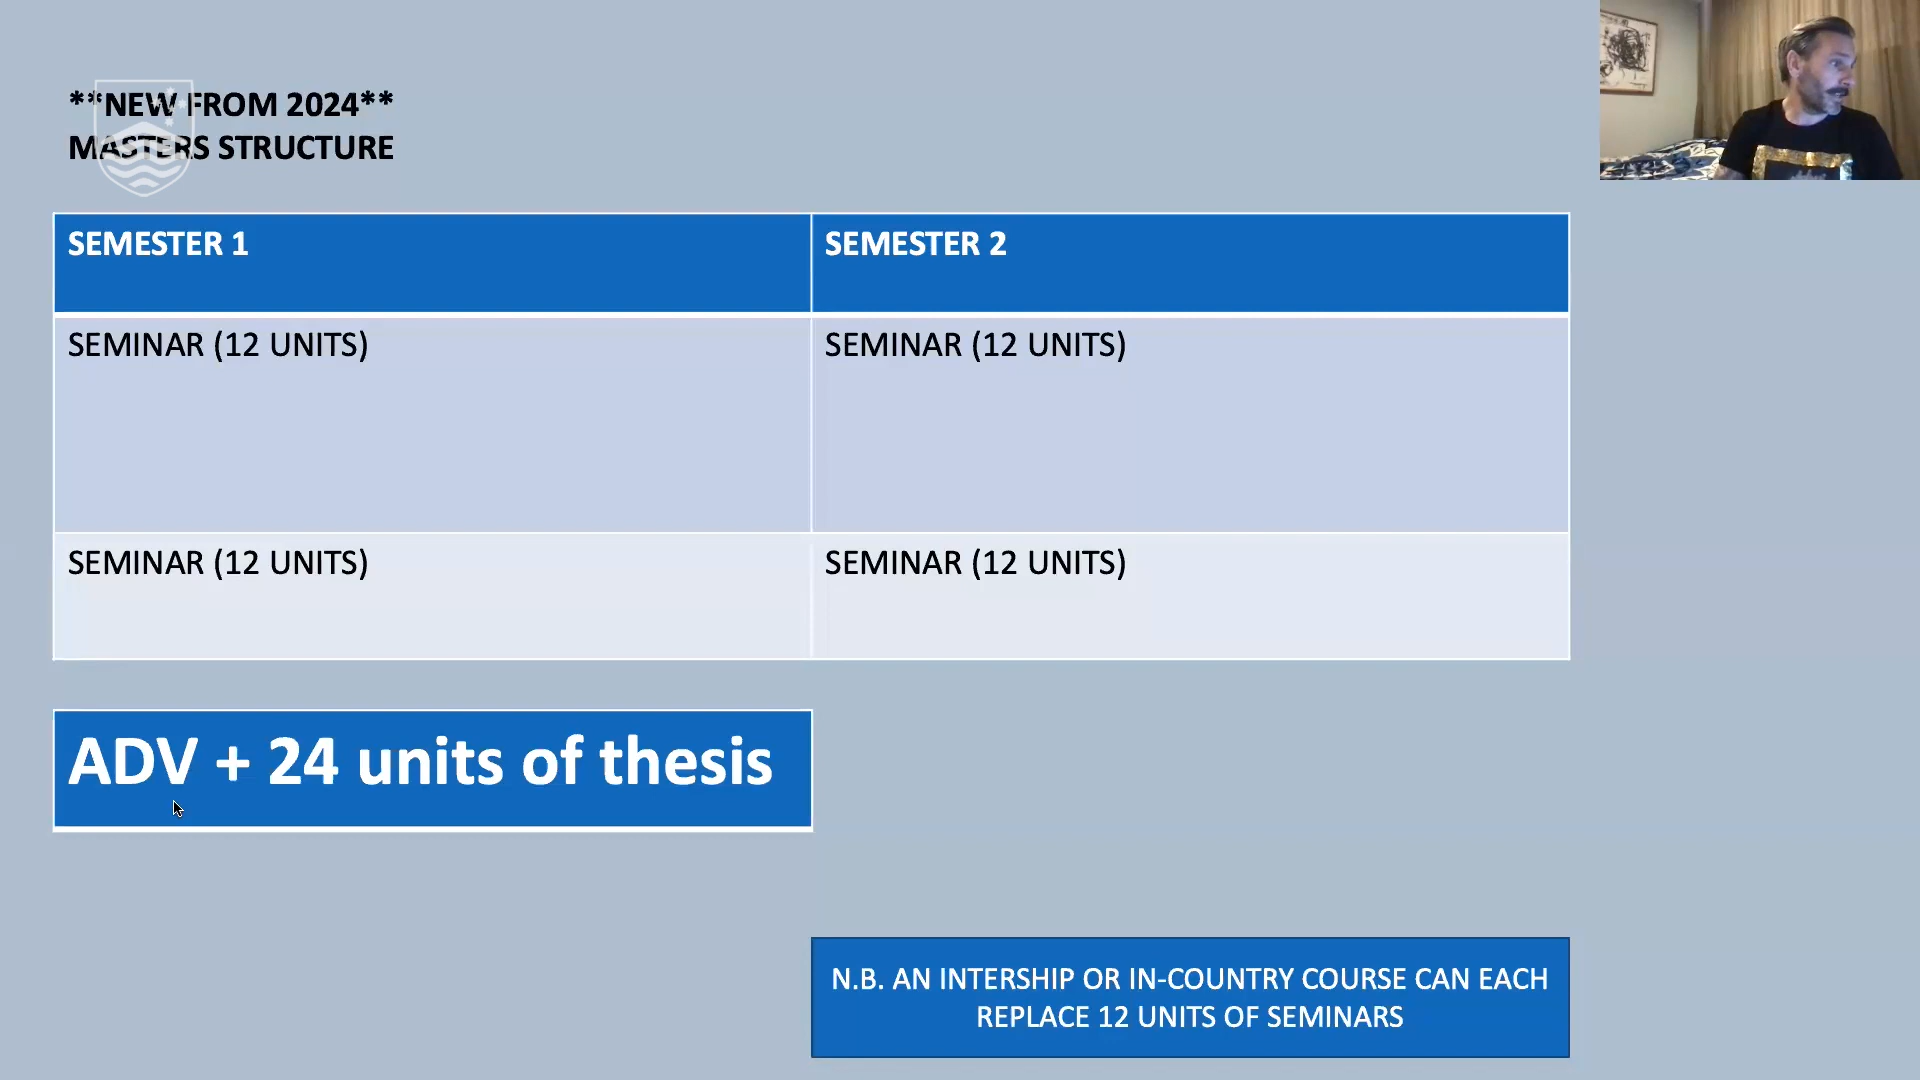 **NEW FROM 2024**
MASTERS STRUCTURE
SEMESTER 1
SEMESTER 2
SEMINAR (12 UNITS)
SEMINAR (12 UNITS)
SEMINAR (12 UNITS)
SEMINAR (12 UNITS)
ADV + 24 units of thesis
N.B. AN INTERSHIP OR IN-COUNTRY COURSE CAN EACH
REPLACE 12 UNITS OF SEMINARS